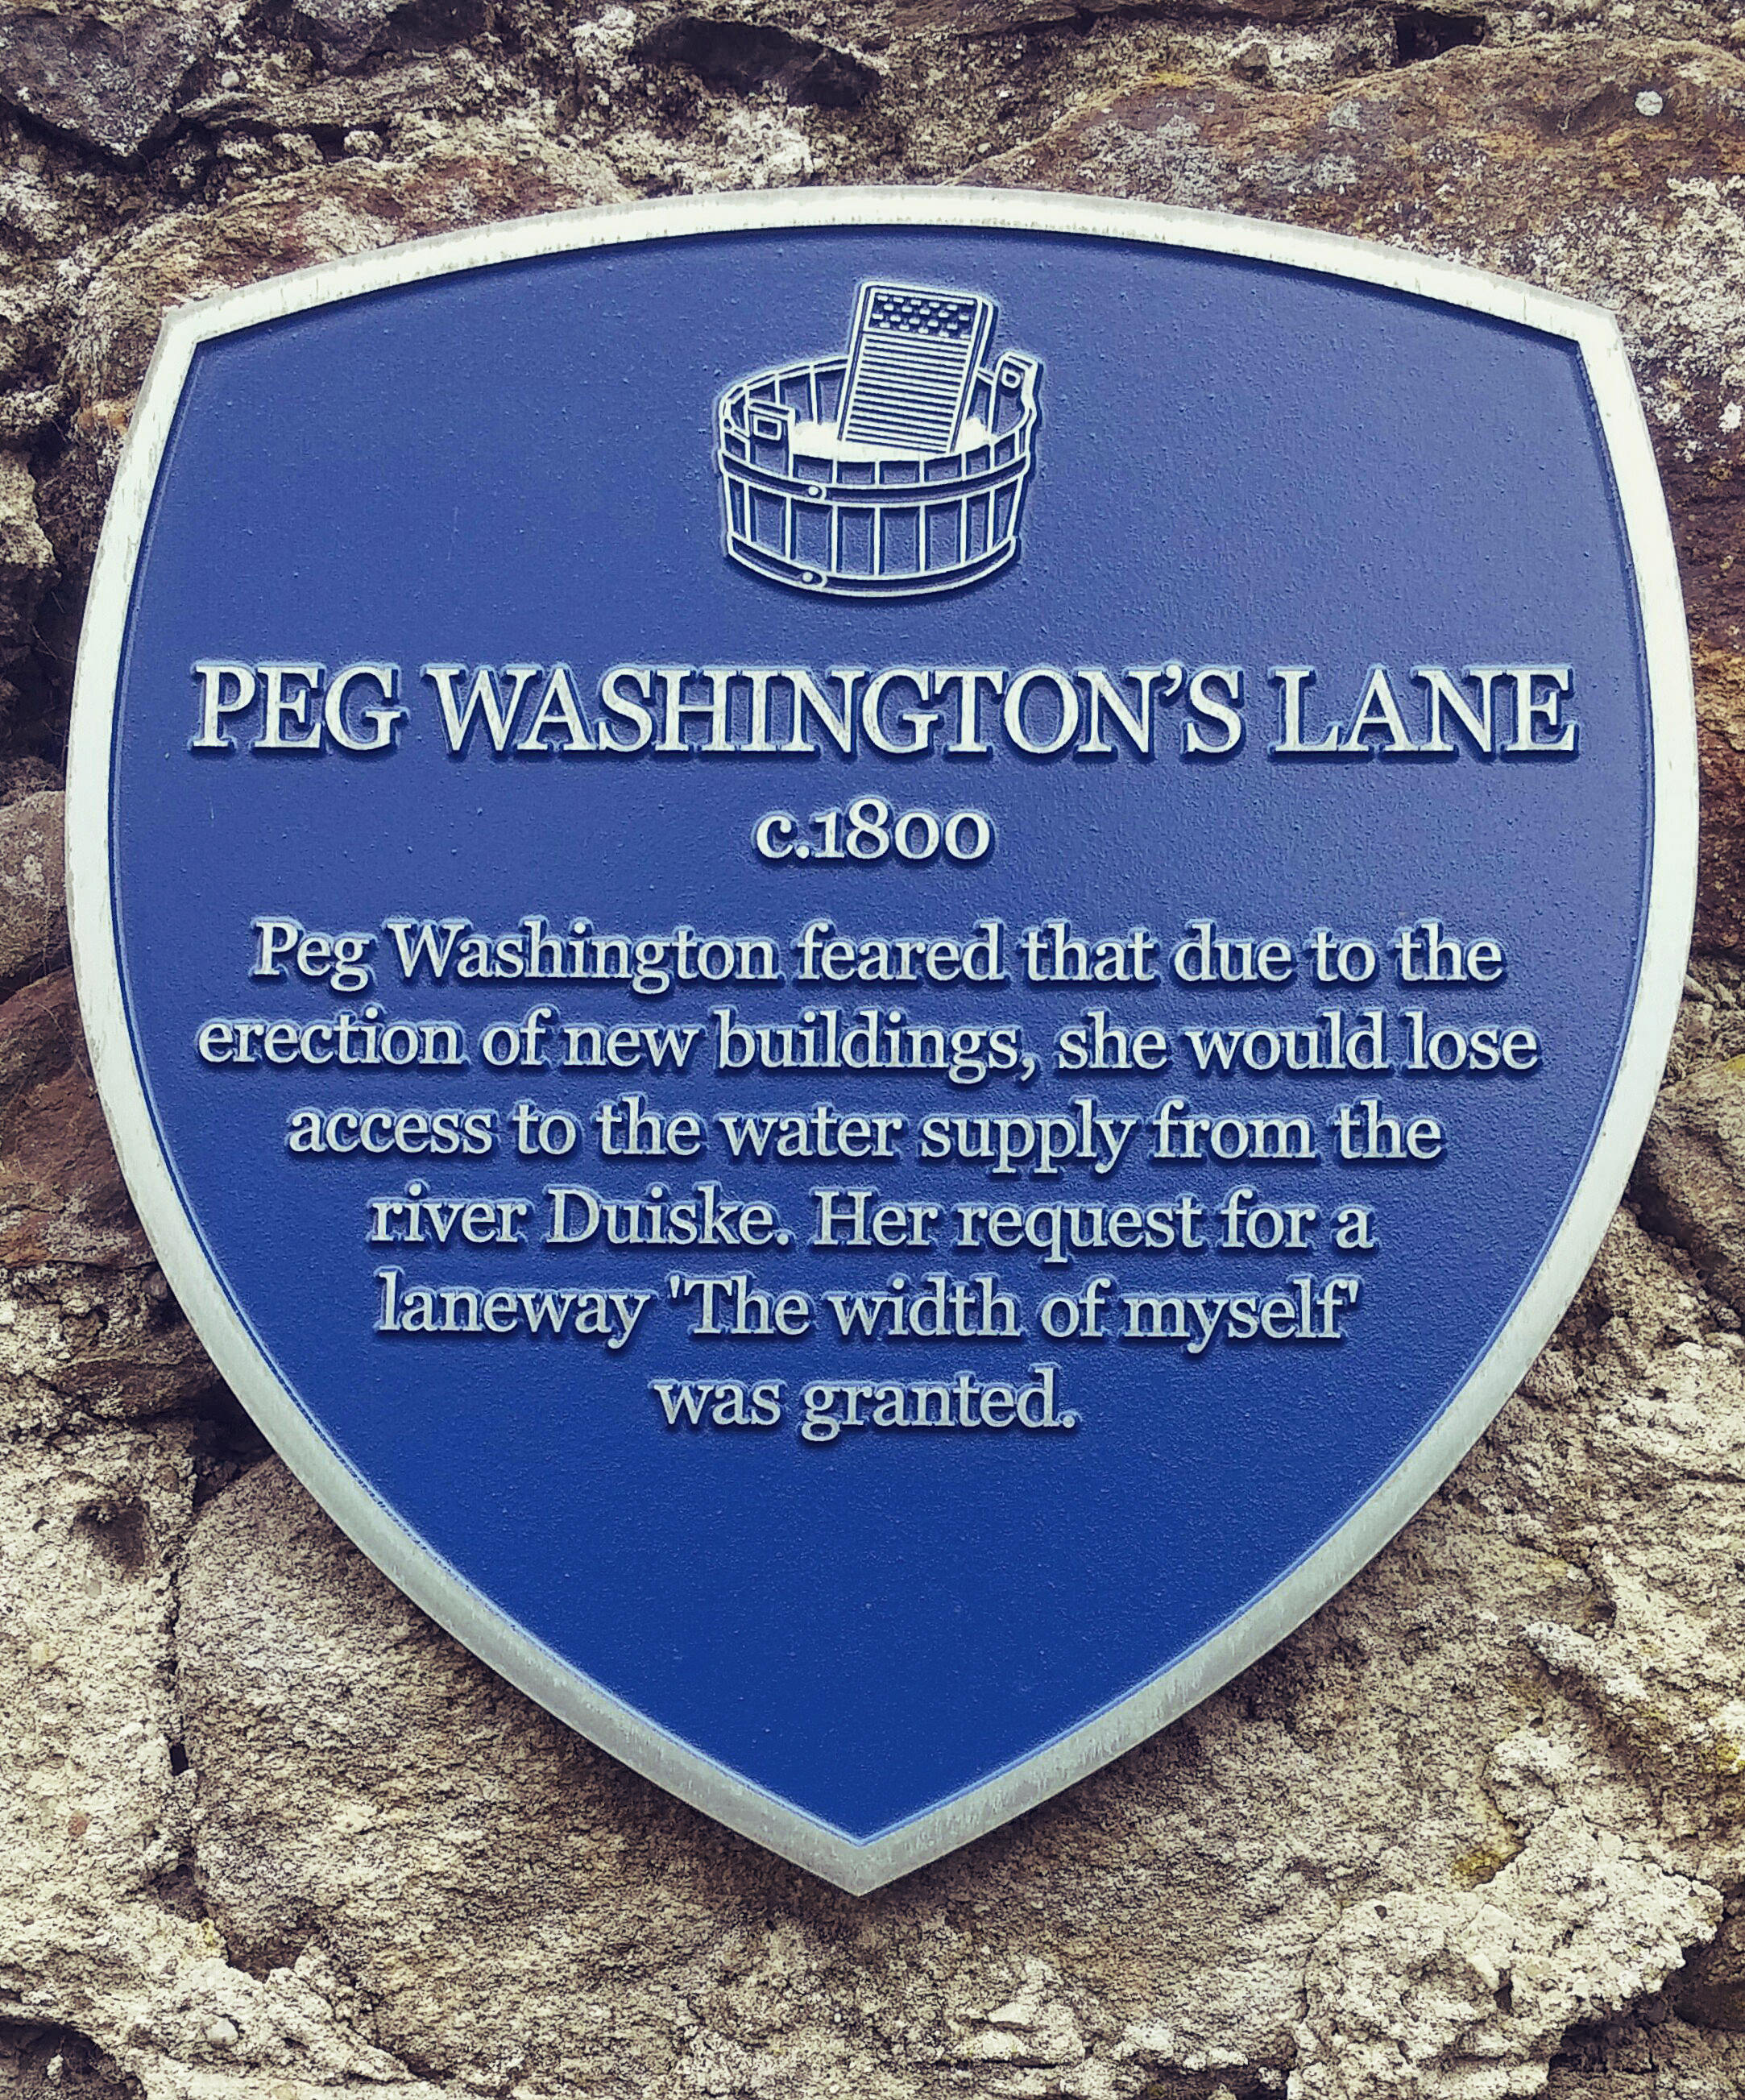 PEG WASHINGTON'S LANE
c.1800
Peg Washington feared that due to the
erection of new buildings, she would lose
access to the water supply from the
river Duiske. Her request for a
laneway 'The width of myself'
was granted.